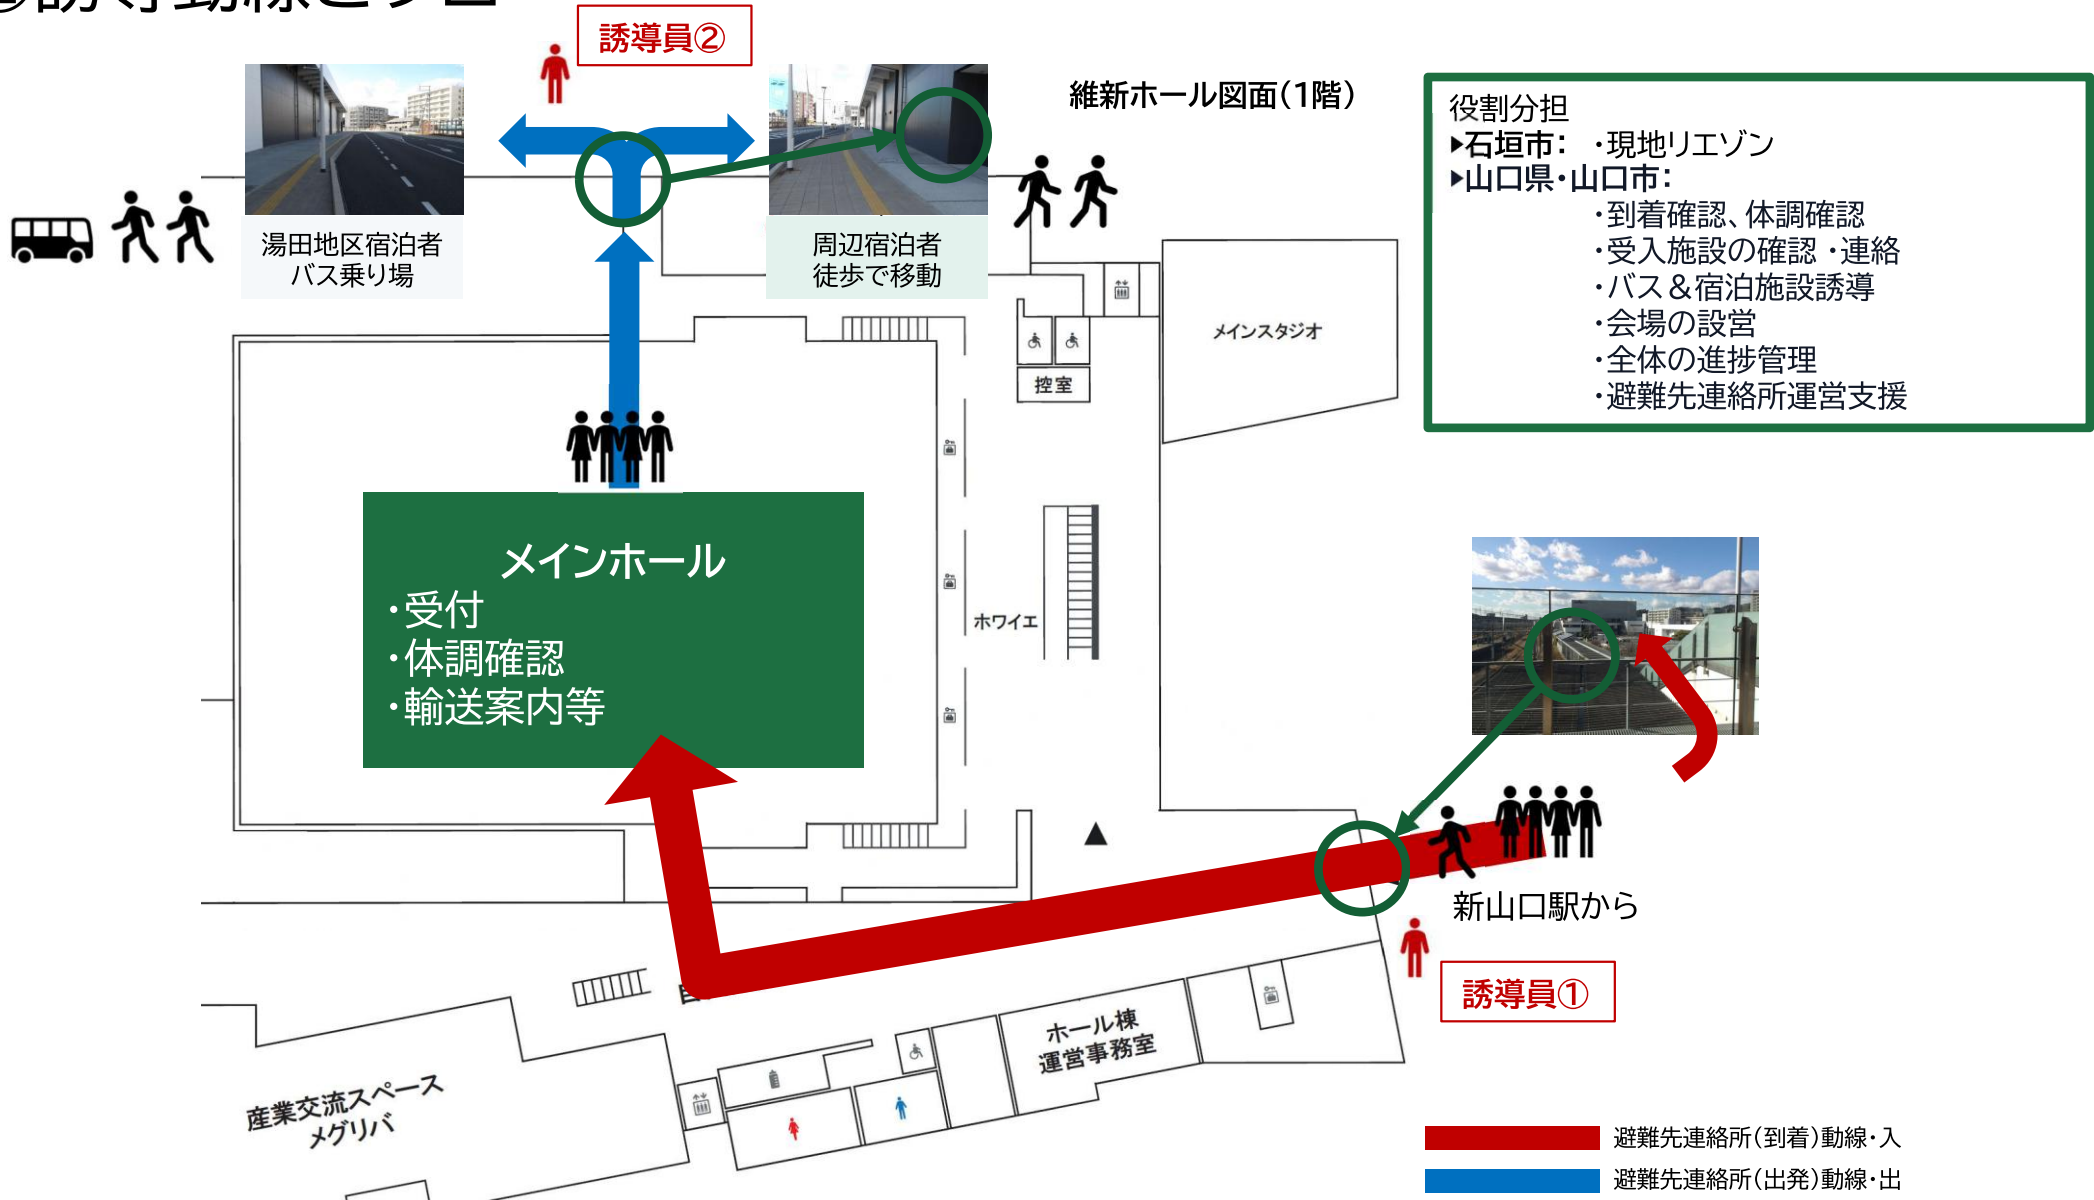 誘導員②
維新ホール図面(1階)
役割分担
▶石垣市: ・現地リエゾン
▶山口県・山口市:
・到着確認、体調確認
・受入施設の確認・連絡
・バス＆宿泊施設誘導
・会場の設営
・全体の進捗管理
・避難先連絡所運営支援
湯田地区宿泊者
バス乗り場
周辺宿泊者
徒歩で移動
メインスタジオ
控室
メインホール
・受付
・体調確認
・輸送案内等
ホワイエ
新山口駅から
誘導員①
ホール棟
運営事務室
産業交流スペース
メグリバ
避難先連絡所(到着)動線・入
避難先連絡所(出発)動線・出